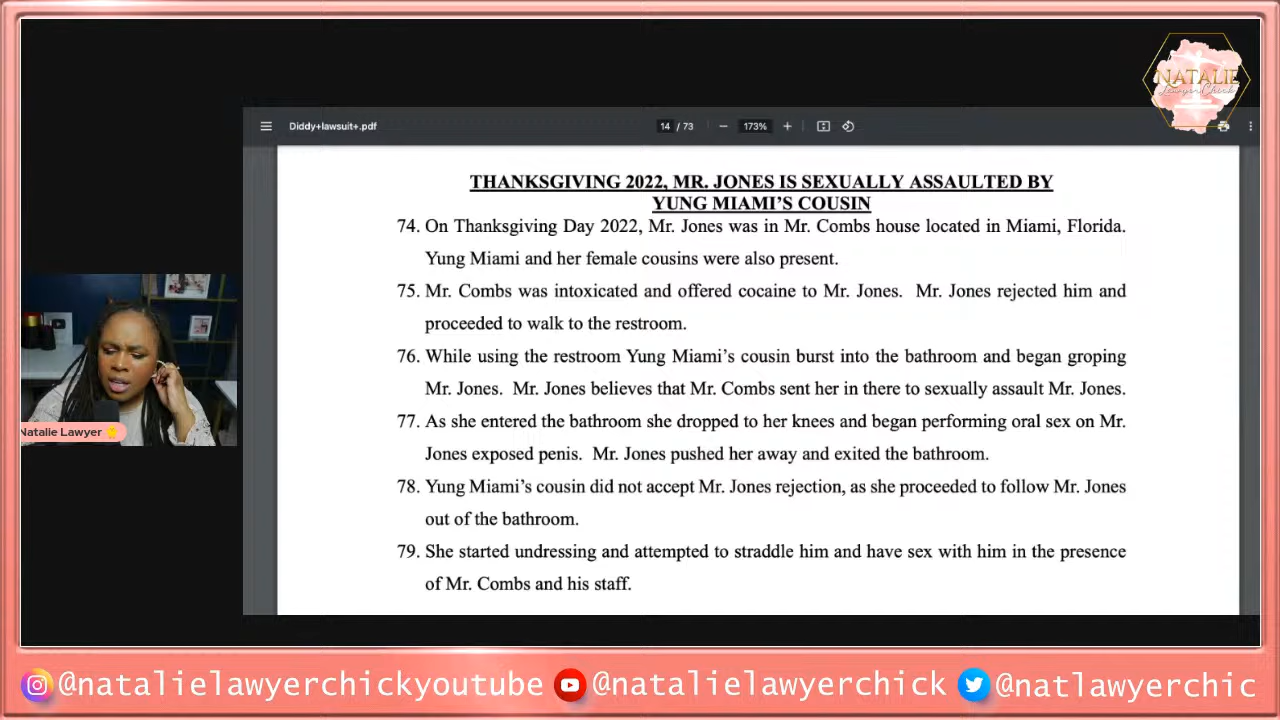 NATALIE
LawyerChick
Diddy+lawsuit+.pdf
14 / 73
173%
THANKSGIVING 2022, MR. JONES IS SEXUALLY ASSAULTED BY
YUNG MIAMI'S COUSIN
74. On Thanksgiving Day 2022, Mr. Jones was in Mr. Combs house located in Miami, Florida.
Yung Miami and her female cousins were also present.
75. Mr. Combs was intoxicated and offered cocaine to Mr. Jones. Mr. Jones rejected him and
proceeded to walk to the restroom.
76. While using the restroom Yung Miami's cousin burst into the bathroom and began groping
Mr. Jones. Mr. Jones believes that Mr. Combs sent her in there to sexually assault Mr. Jones.
77. As she entered the bathroom she dropped to her knees and began performing oral sex on Mr.
Jones exposed penis. Mr. Jones pushed her away and exited the bathroom.
78. Yung Miami's cousin did not accept Mr. Jones rejection, as she proceeded to follow Mr. Jones
out of the bathroom.
79. She started undressing and attempted to straddle him and have sex with him in the presence
of Mr. Combs and his staff.
Natalie Lawyer
@natalielawyerchickyoutube @natalielawyerchick @natlawyerchic